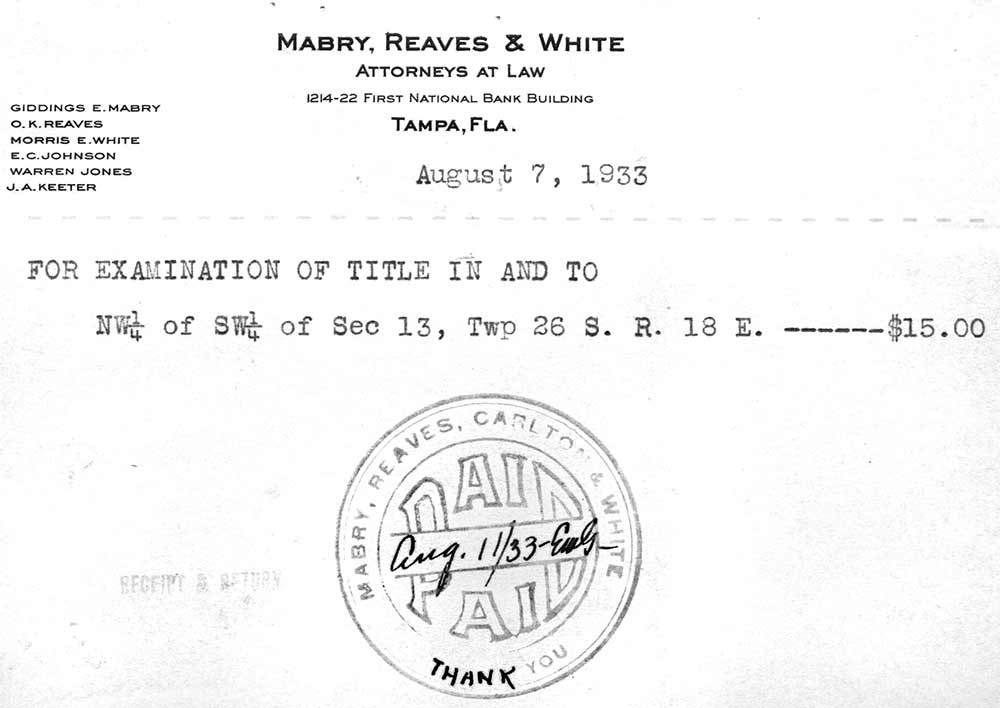 MABRY, REAVES & WHITE
ATTORNEYS AT LAW
1214-22 FIRST NATIONAL BANK BUILDING
TAMPA, FLA.
GIDDINGS E. MABRY
O. K. REAVES
MORRIS E. WHITE
E. C. JOHNSON
WARREN JONES
J. A. KEETER
August 7, 1933
FOR EXAMINATION OF TITLE IN AND TO
NW¼ of SW¼ of Sec 13, Twp 26 S. R. 18 E. ------$15.00
MABRY, REAVES, CARLTON & WHITE
PAID
Aug. 11/33-EmG
PAID
THANK YOU
RECEIPT & RETURN